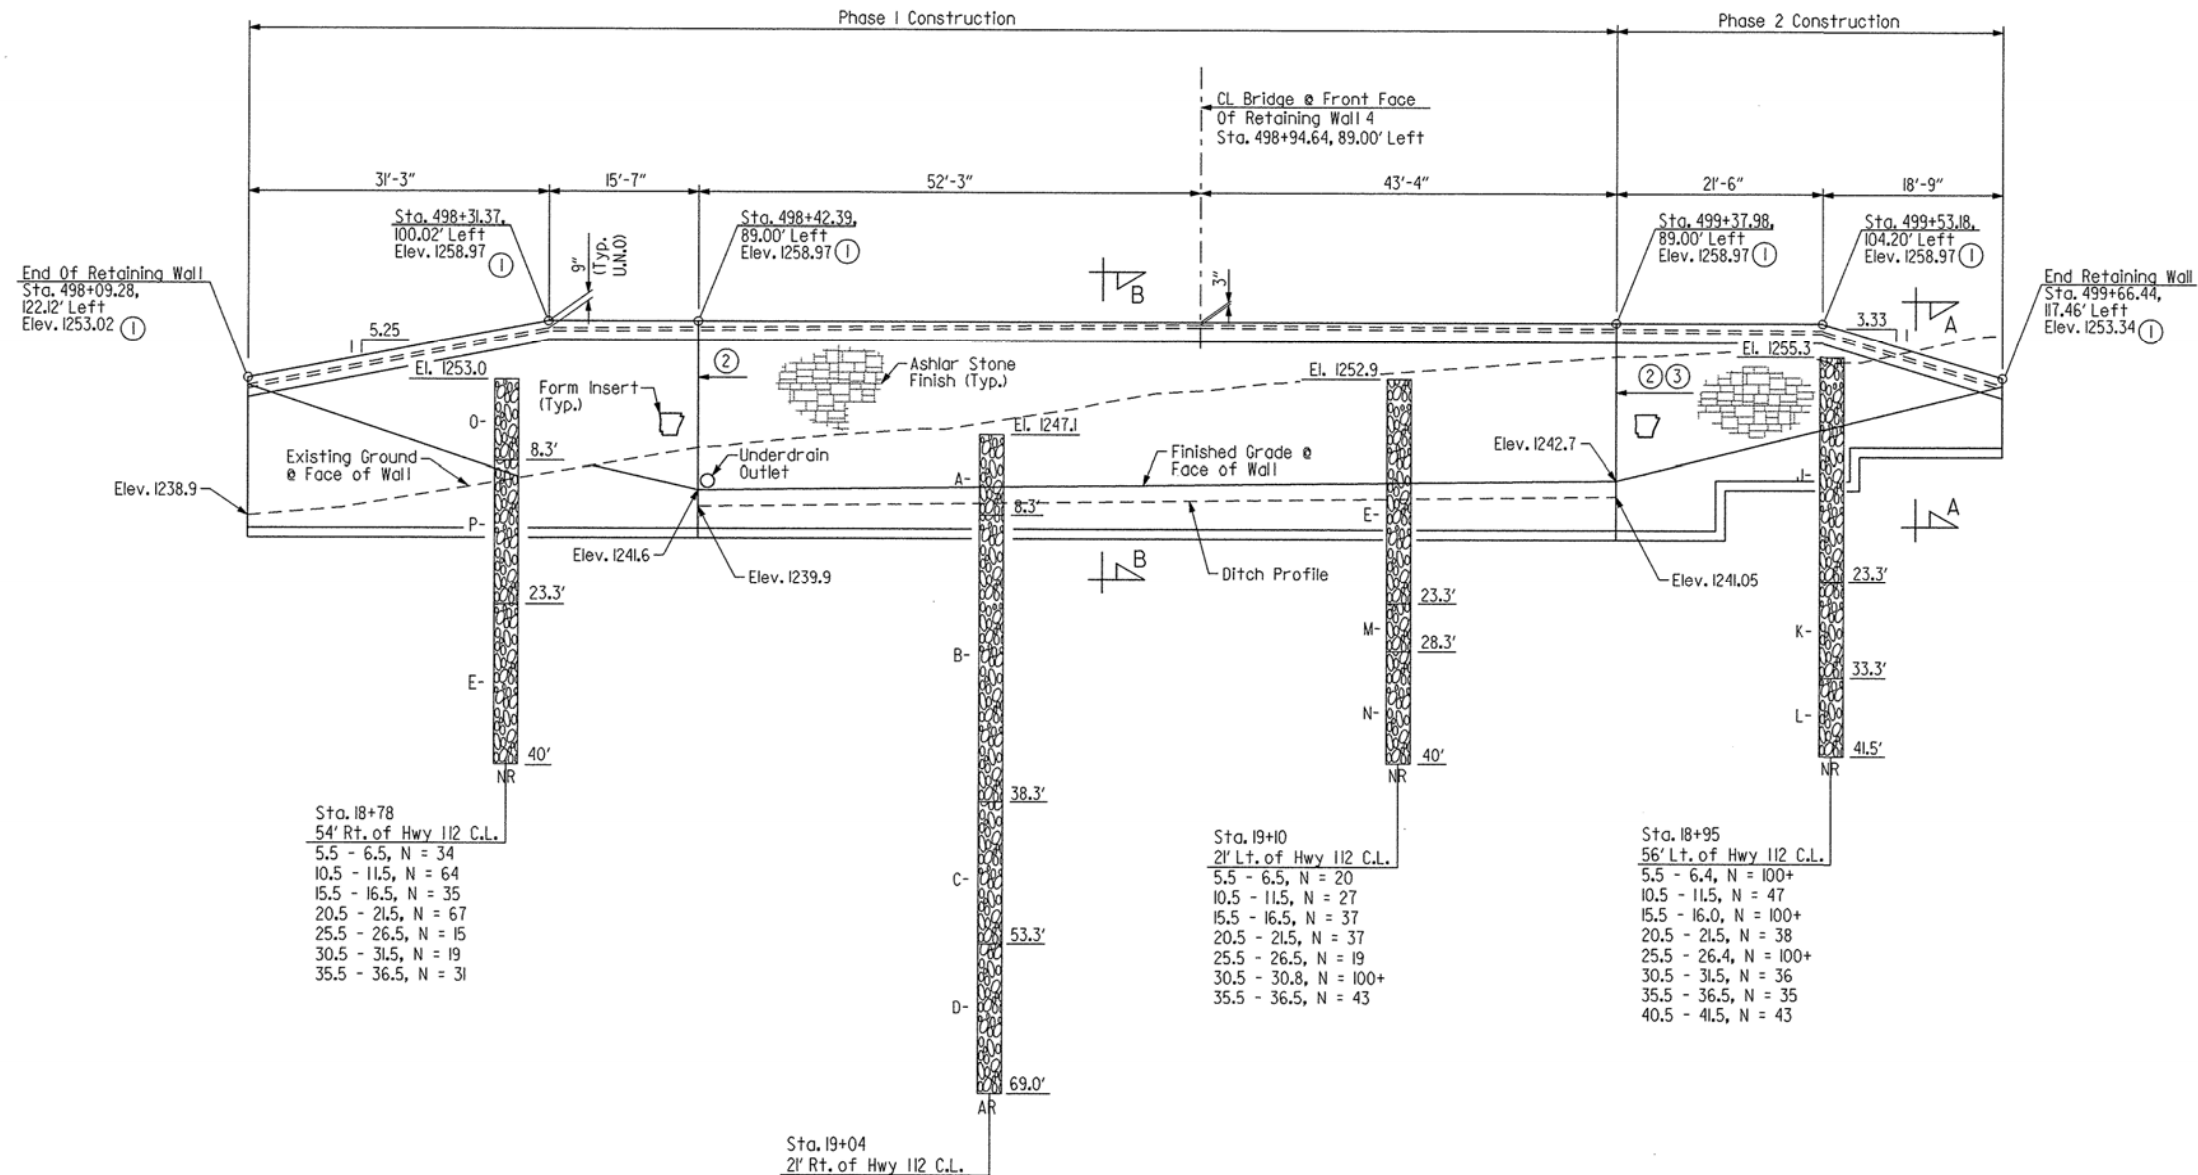 Phase 1 Construction
Phase 2 Construction
CL Bridge @ Front Face
Of Retaining Wall 4
Sta. 498+94.64, 89.00' Left
31'-3"
15'-7"
52'-3"
43'-4"
21'-6"
18'-9"
Sta. 498+31.37,
100.02' Left
Elev. 1258.97 1
9"
(Typ.
U.N.O)
Sta. 498+42.39,
89.00' Left
Elev. 1258.97 1
Sta. 499+37.98,
89.00' Left
Elev. 1258.97 1
Sta. 499+53.18,
104.20' Left
Elev. 1258.97 1
End Of Retaining Wall
Sta. 498+09.28,
122.12' Left
Elev. 1253.02 1
End Retaining Wall
Sta. 499+66.44,
117.46' Left
Elev. 1253.34 1
B
3"
A
1
5.25
3.33
1
El. 1253.0
2
Ashlar Stone
Finish (Typ.)
El. 1252.9
El. 1255.3
2 3
Form Insert
(Typ.)
O-
8.3'
El. 1247.1
Existing Ground
@ Face of Wall
Underdrain
Outlet
Finished Grade @
Face of Wall
Elev. 1242.7
Elev. 1238.9
A-
8.3'
J-
P-
E-
A
Elev. 1241.6
Elev. 1239.9
B
Ditch Profile
Elev. 1241.05
23.3'
23.3'
23.3'
M-
28.3'
K-
33.3'
B-
E-
N-
L-
40'
NR
40'
NR
41.5'
NR
38.3'
C-
53.3'
D-
69.0'
AR
Sta. 18+78
54' Rt. of Hwy 112 C.L.
5.5 - 6.5, N = 34
10.5 - 11.5, N = 64
15.5 - 16.5, N = 35
20.5 - 21.5, N = 67
25.5 - 26.5, N = 15
30.5 - 31.5, N = 19
35.5 - 36.5, N = 31
Sta. 19+10
21' Lt. of Hwy 112 C.L.
5.5 - 6.5, N = 20
10.5 - 11.5, N = 27
15.5 - 16.5, N = 37
20.5 - 21.5, N = 37
25.5 - 26.5, N = 19
30.5 - 30.8, N = 100+
35.5 - 36.5, N = 43
Sta. 18+95
56' Lt. of Hwy 112 C.L.
5.5 - 6.4, N = 100+
10.5 - 11.5, N = 47
15.5 - 16.0, N = 100+
20.5 - 21.5, N = 38
25.5 - 26.4, N = 100+
30.5 - 31.5, N = 36
35.5 - 36.5, N = 35
40.5 - 41.5, N = 43
Sta. 19+04
21' Rt. of Hwy 112 C.L.